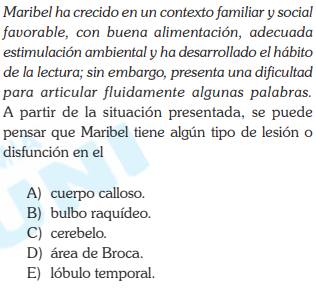 Maribel ha crecido en un contexto familiar y social
favorable, con buena alimentación, adecuada
estimulación ambiental y ha desarrollado el hábito
de la lectura; sin embargo, presenta una dificultad
para articular fluidamente algunas palabras.
A partir de la situación presentada, se puede
pensar que Maribel tiene algún tipo de lesión o
disfunción en el
A) cuerpo calloso.
B) bulbo raquídeo.
C) cerebelo.
D) área de Broca.
E) lóbulo temporal.
UNI